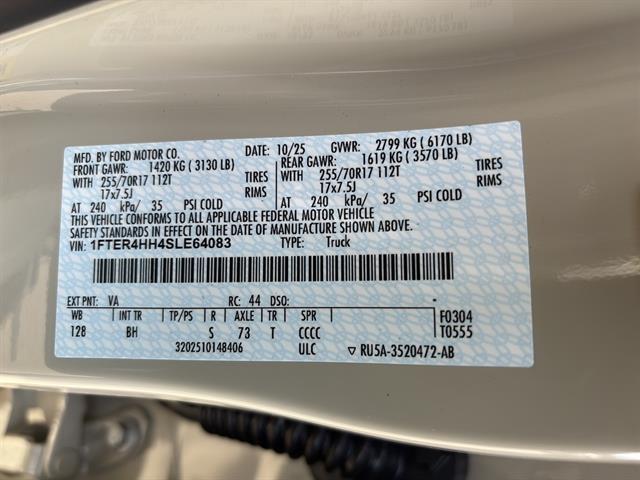 MFD. BY FORD MOTOR CO. DATE: 10/25 GVWR: 2799 KG ( 6170 LB)
FRONT GAWR: 1420 KG ( 3130 LB) REAR GAWR: 1619 KG ( 3570 LB)
WITH 255/70R17 112T TIRES WITH 255/70R17 112T TIRES
17x7.5J RIMS 17x7.5J RIMS
AT 240 kPa/ 35 PSI COLD AT 240 kPa/ 35 PSI COLD
THIS VEHICLE CONFORMS TO ALL APPLICABLE FEDERAL MOTOR VEHICLE
SAFETY STANDARDS IN EFFECT ON THE DATE OF MANUFACTURE SHOWN ABOVE
VIN: 1FTER4HH4SLE64083 TYPE: Truck
EXT PNT: VA RC: 44 DSO: -
WB INT TR TP/PS R AXLE TR SPR F0304
128 BH S 73 T CCCC T0555
3202510148406 ULC ▽ RU5A-3520472-AB